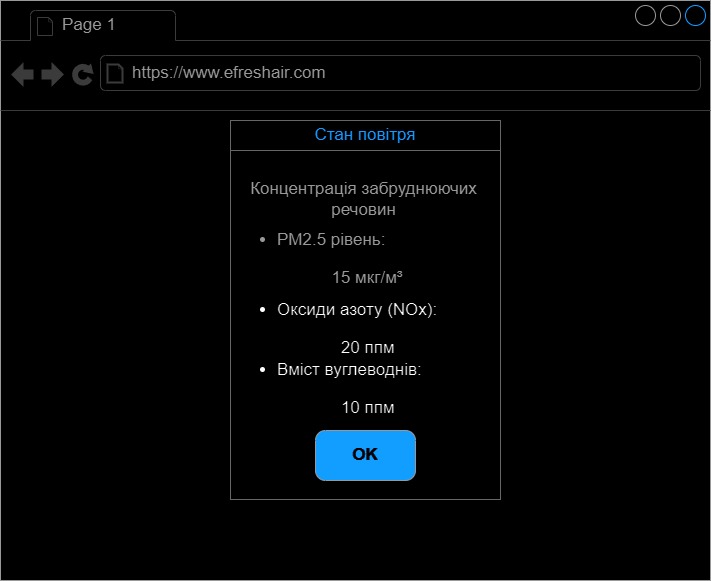 Page 1
https://www.efreshair.com
Стан повітря
Концентрація забруднюючих
речовин
• PM2.5 рівень:
15 мкг/м³
• Оксиди азоту (NOx):
20 ппм
• Вміст вуглеводнів:
10 ппм
OK